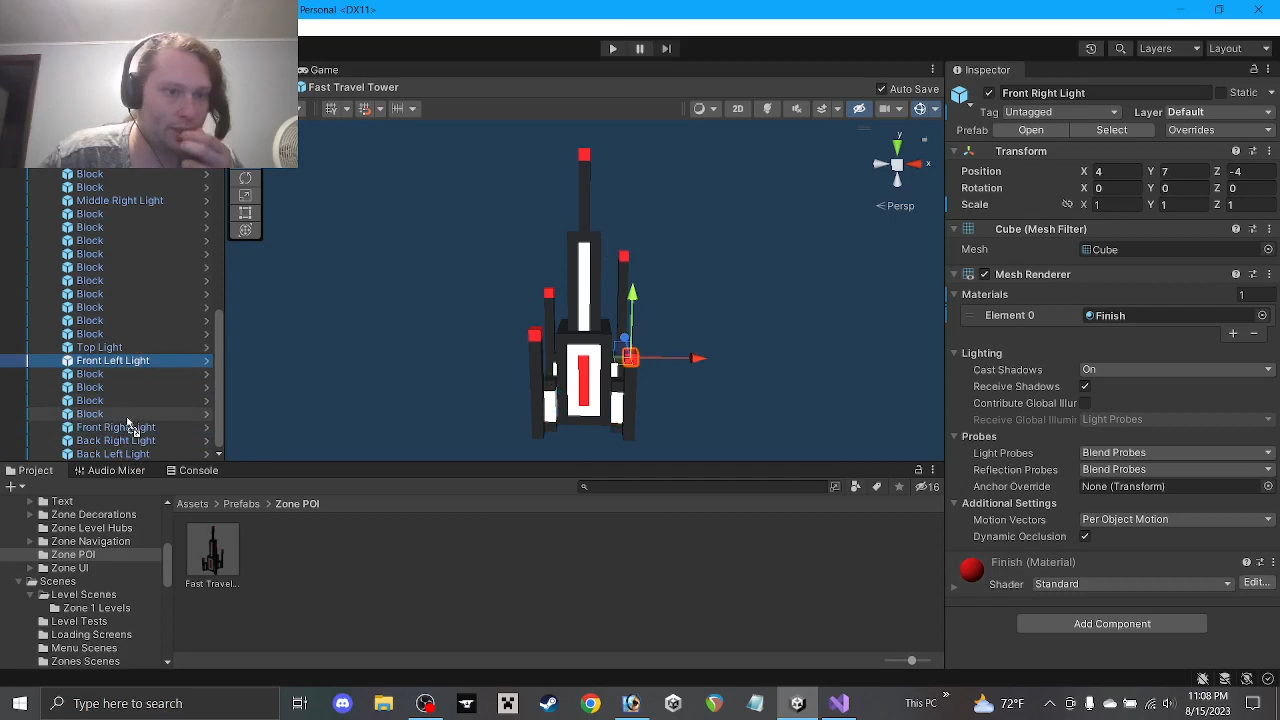 Personal <DX11>
Layers
Layout
Game
Inspector
Fast Travel Tower
Auto Save
Front Right Light
Static
2D
Tag Untagged
Layer Default
Prefab Open Select Overrides
Transform
Position X 4 Y 7 Z -4
Rotation X 0 Y 0 Z 0
Scale X 1 Y 1 Z 1
y
x
Persp
Cube (Mesh Filter)
Mesh Cube
Mesh Renderer
Materials 1
Element 0 Finish
Lighting
Cast Shadows On
Receive Shadows
Contribute Global Illur
Receive Global Illumin Light Probes
Probes
Light Probes Blend Probes
Reflection Probes Blend Probes
Anchor Override None (Transform)
Additional Settings
Motion Vectors Per Object Motion
Dynamic Occlusion
Finish (Material)
Shader Standard Edit...
Add Component
Block
Block
Middle Right Light
Block
Block
Block
Block
Block
Block
Block
Block
Block
Block
Top Light
Front Left Light
Block
Block
Block
Block
Front Right Light
Back Right Light
Back Left Light
Project
Audio Mixer
Console
16
Text
Zone Decorations
Zone Level Hubs
Zone Navigation
Zone POI
Zone UI
Scenes
Level Scenes
Zone 1 Levels
Level Tests
Loading Screens
Menu Scenes
Zones Scenes
Assets > Prefabs > Zone POI
Fast Travel...
Type here to search
This PC
72°F
11:08 PM
8/15/2023